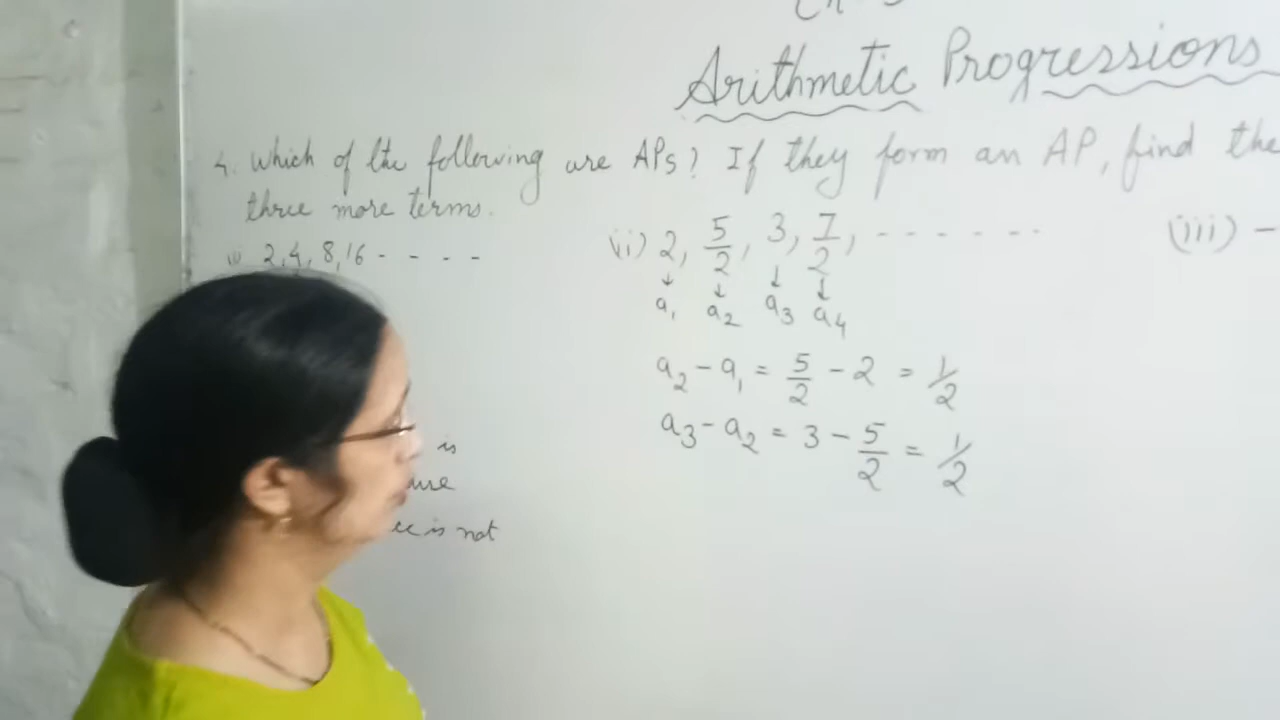 Arithmetic Progressions
4. Which of the following are APs? If they form an AP, find the
three more terms.
(i) 2, 4, 8, 16 - - - -
(ii) 2, 5/2, 3, 7/2, - - - - - - -
(iii) -
↓ ↓ ↓ ↓
a₁ a₂ a₃ a₄
a₂ - a₁ = 5/2 - 2 = 1/2
a₃ - a₂ = 3 - 5/2 = 1/2
is
is not